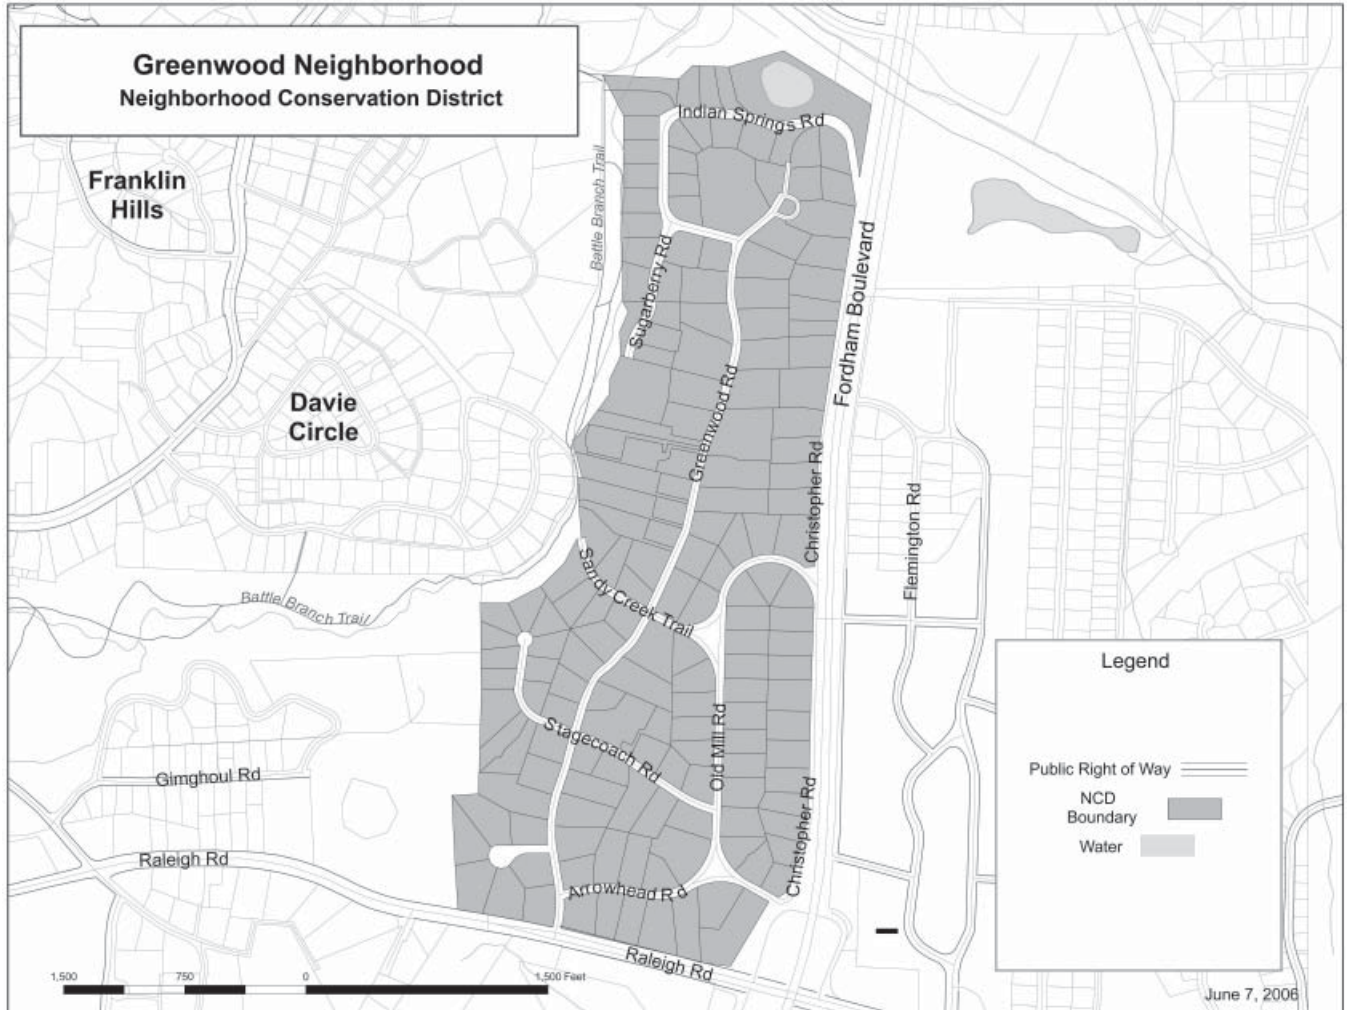 Greenwood Neighborhood
Neighborhood Conservation District
Indian Springs Rd
Franklin
Hills
Battle Branch Trail
Sugarberry Rd
Fordham Boulevard
Davie
Circle
Greenwood Rd
Christopher Rd
Flemington Rd
Sandy Creek Trail
Battle Branch Trail
Legend
Stagecoach Rd
Old Mill Rd
Gimghoul Rd
Public Right of Way
NCD
Boundary
Water
Christopher Rd
Raleigh Rd
Arrowhead Rd
Raleigh Rd
1,500 750 0 1,500 Feet
June 7, 2006